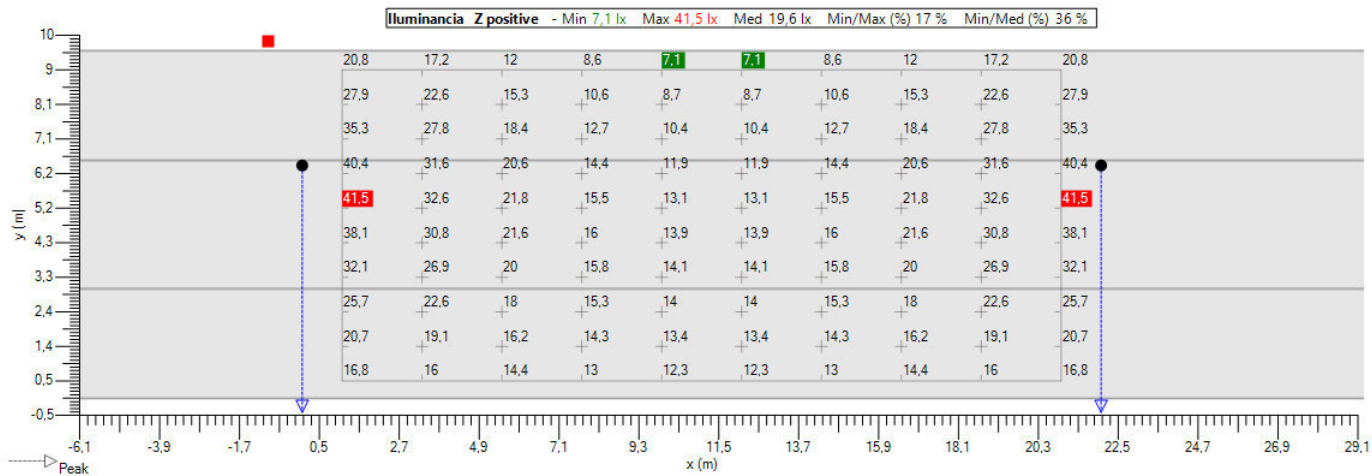 Iluminancia Z positive - Min 7,1 lx Max 41,5 lx Med 19,6 lx Min/Max (%) 17 % Min/Med (%) 36 %
10
20,8 17,2 12 8,6 7,1 7,1 8,6 12 17,2 20,8
9
27,9 22,6 15,3 10,6 8,7 8,7 10,6 15,3 22,6 27,9
8,1
35,3 27,8 18,4 12,7 10,4 10,4 12,7 18,4 27,8 35,3
7,1
40,4 31,6 20,6 14,4 11,9 11,9 14,4 20,6 31,6 40,4
6,2
41,5 32,6 21,8 15,5 13,1 13,1 15,5 21,8 32,6 41,5
5,2
38,1 30,8 21,6 16 13,9 13,9 16 21,6 30,8 38,1
4,3
32,1 26,9 20 15,8 14,1 14,1 15,8 20 26,9 32,1
3,3
25,7 22,6 18 15,3 14 14 15,3 18 22,6 25,7
2,4
20,7 19,1 16,2 14,3 13,4 13,4 14,3 16,2 19,1 20,7
1,4
16,8 16 14,4 13 12,3 12,3 13 14,4 16 16,8
0,5
-0,5
y (m)
-6,1 -3,9 -1,7 0,5 2,7 4,9 7,1 9,3 11,5 13,7 15,9 18,1 20,3 22,5 24,7 26,9 29,1
x (m)
Peak